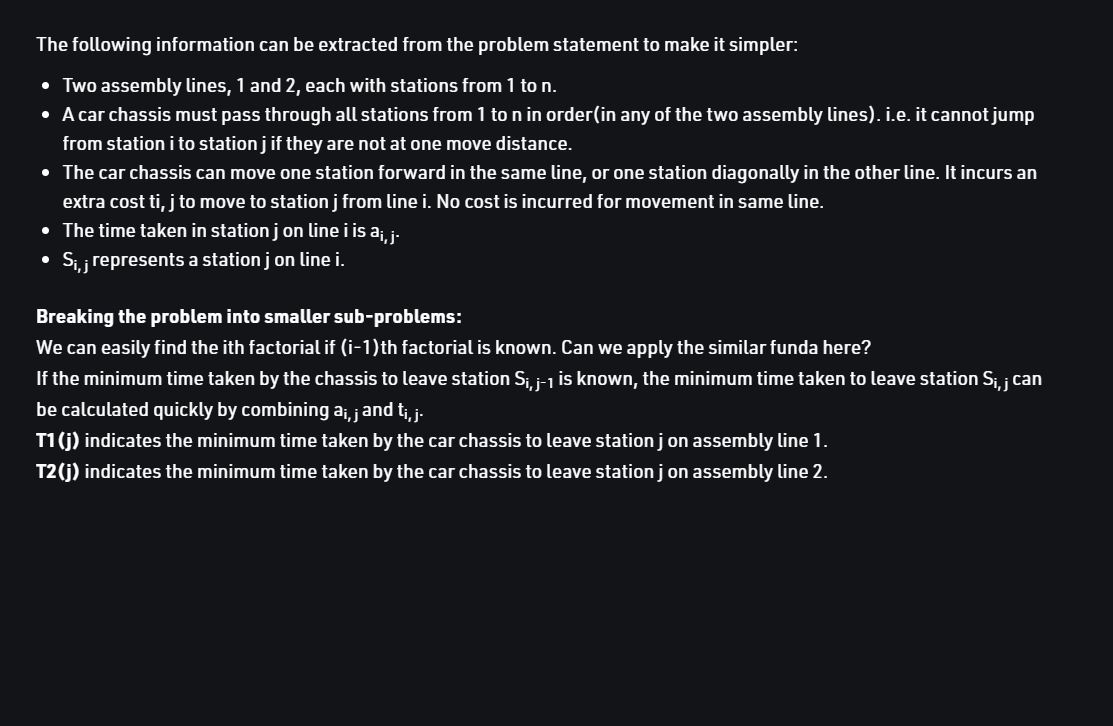 The following information can be extracted from the problem statement to make it simpler:
• Two assembly lines, 1 and 2, each with stations from 1 to n.
• A car chassis must pass through all stations from 1 to n in order(in any of the two assembly lines). i.e. it cannot jump
from station i to station j if they are not at one move distance.
• The car chassis can move one station forward in the same line, or one station diagonally in the other line. It incurs an
extra cost ti, j to move to station j from line i. No cost is incurred for movement in same line.
• The time taken in station j on line i is ai, j.
• Si, j represents a station j on line i.
Breaking the problem into smaller sub-problems:
We can easily find the ith factorial if (i-1)th factorial is known. Can we apply the similar funda here?
If the minimum time taken by the chassis to leave station Si, j-1 is known, the minimum time taken to leave station Si, j can
be calculated quickly by combining ai, j and ti, j.
T1(j) indicates the minimum time taken by the car chassis to leave station j on assembly line 1.
T2(j) indicates the minimum time taken by the car chassis to leave station j on assembly line 2.